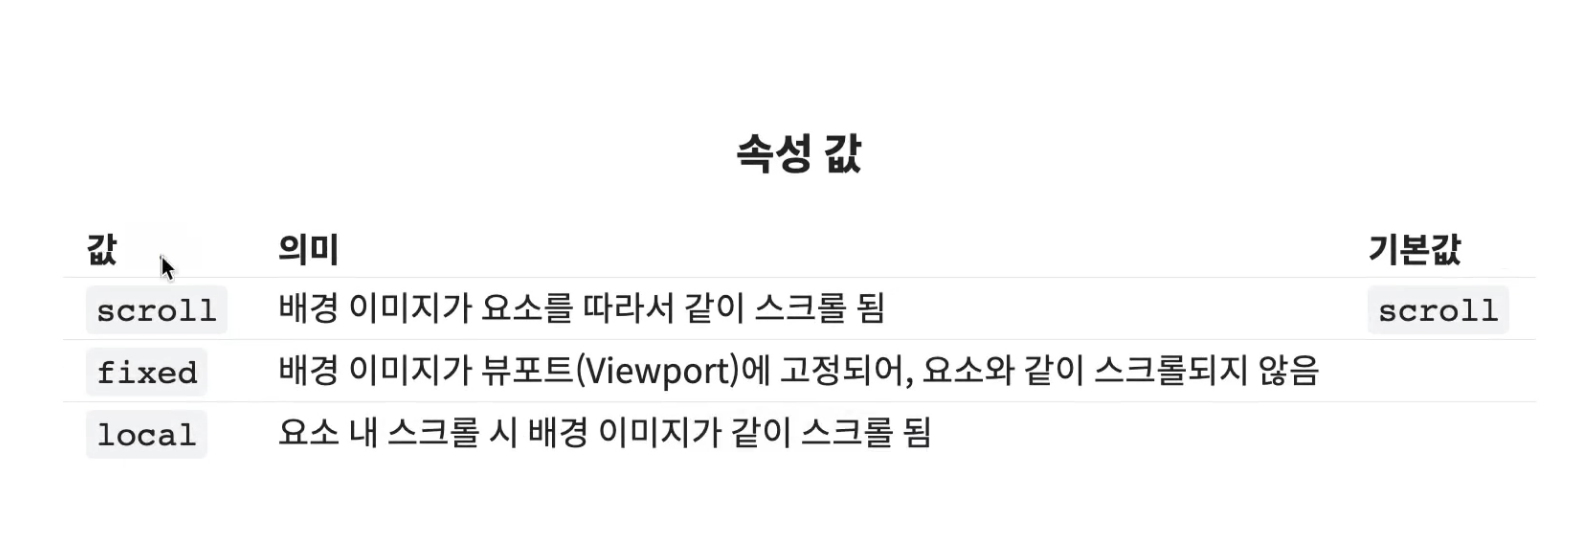 속성 값
값 의미 기본값
scroll 배경 이미지가 요소를 따라서 같이 스크롤 됨 scroll
fixed 배경 이미지가 뷰포트(Viewport)에 고정되어, 요소와 같이 스크롤되지 않음
local 요소 내 스크롤 시 배경 이미지가 같이 스크롤 됨